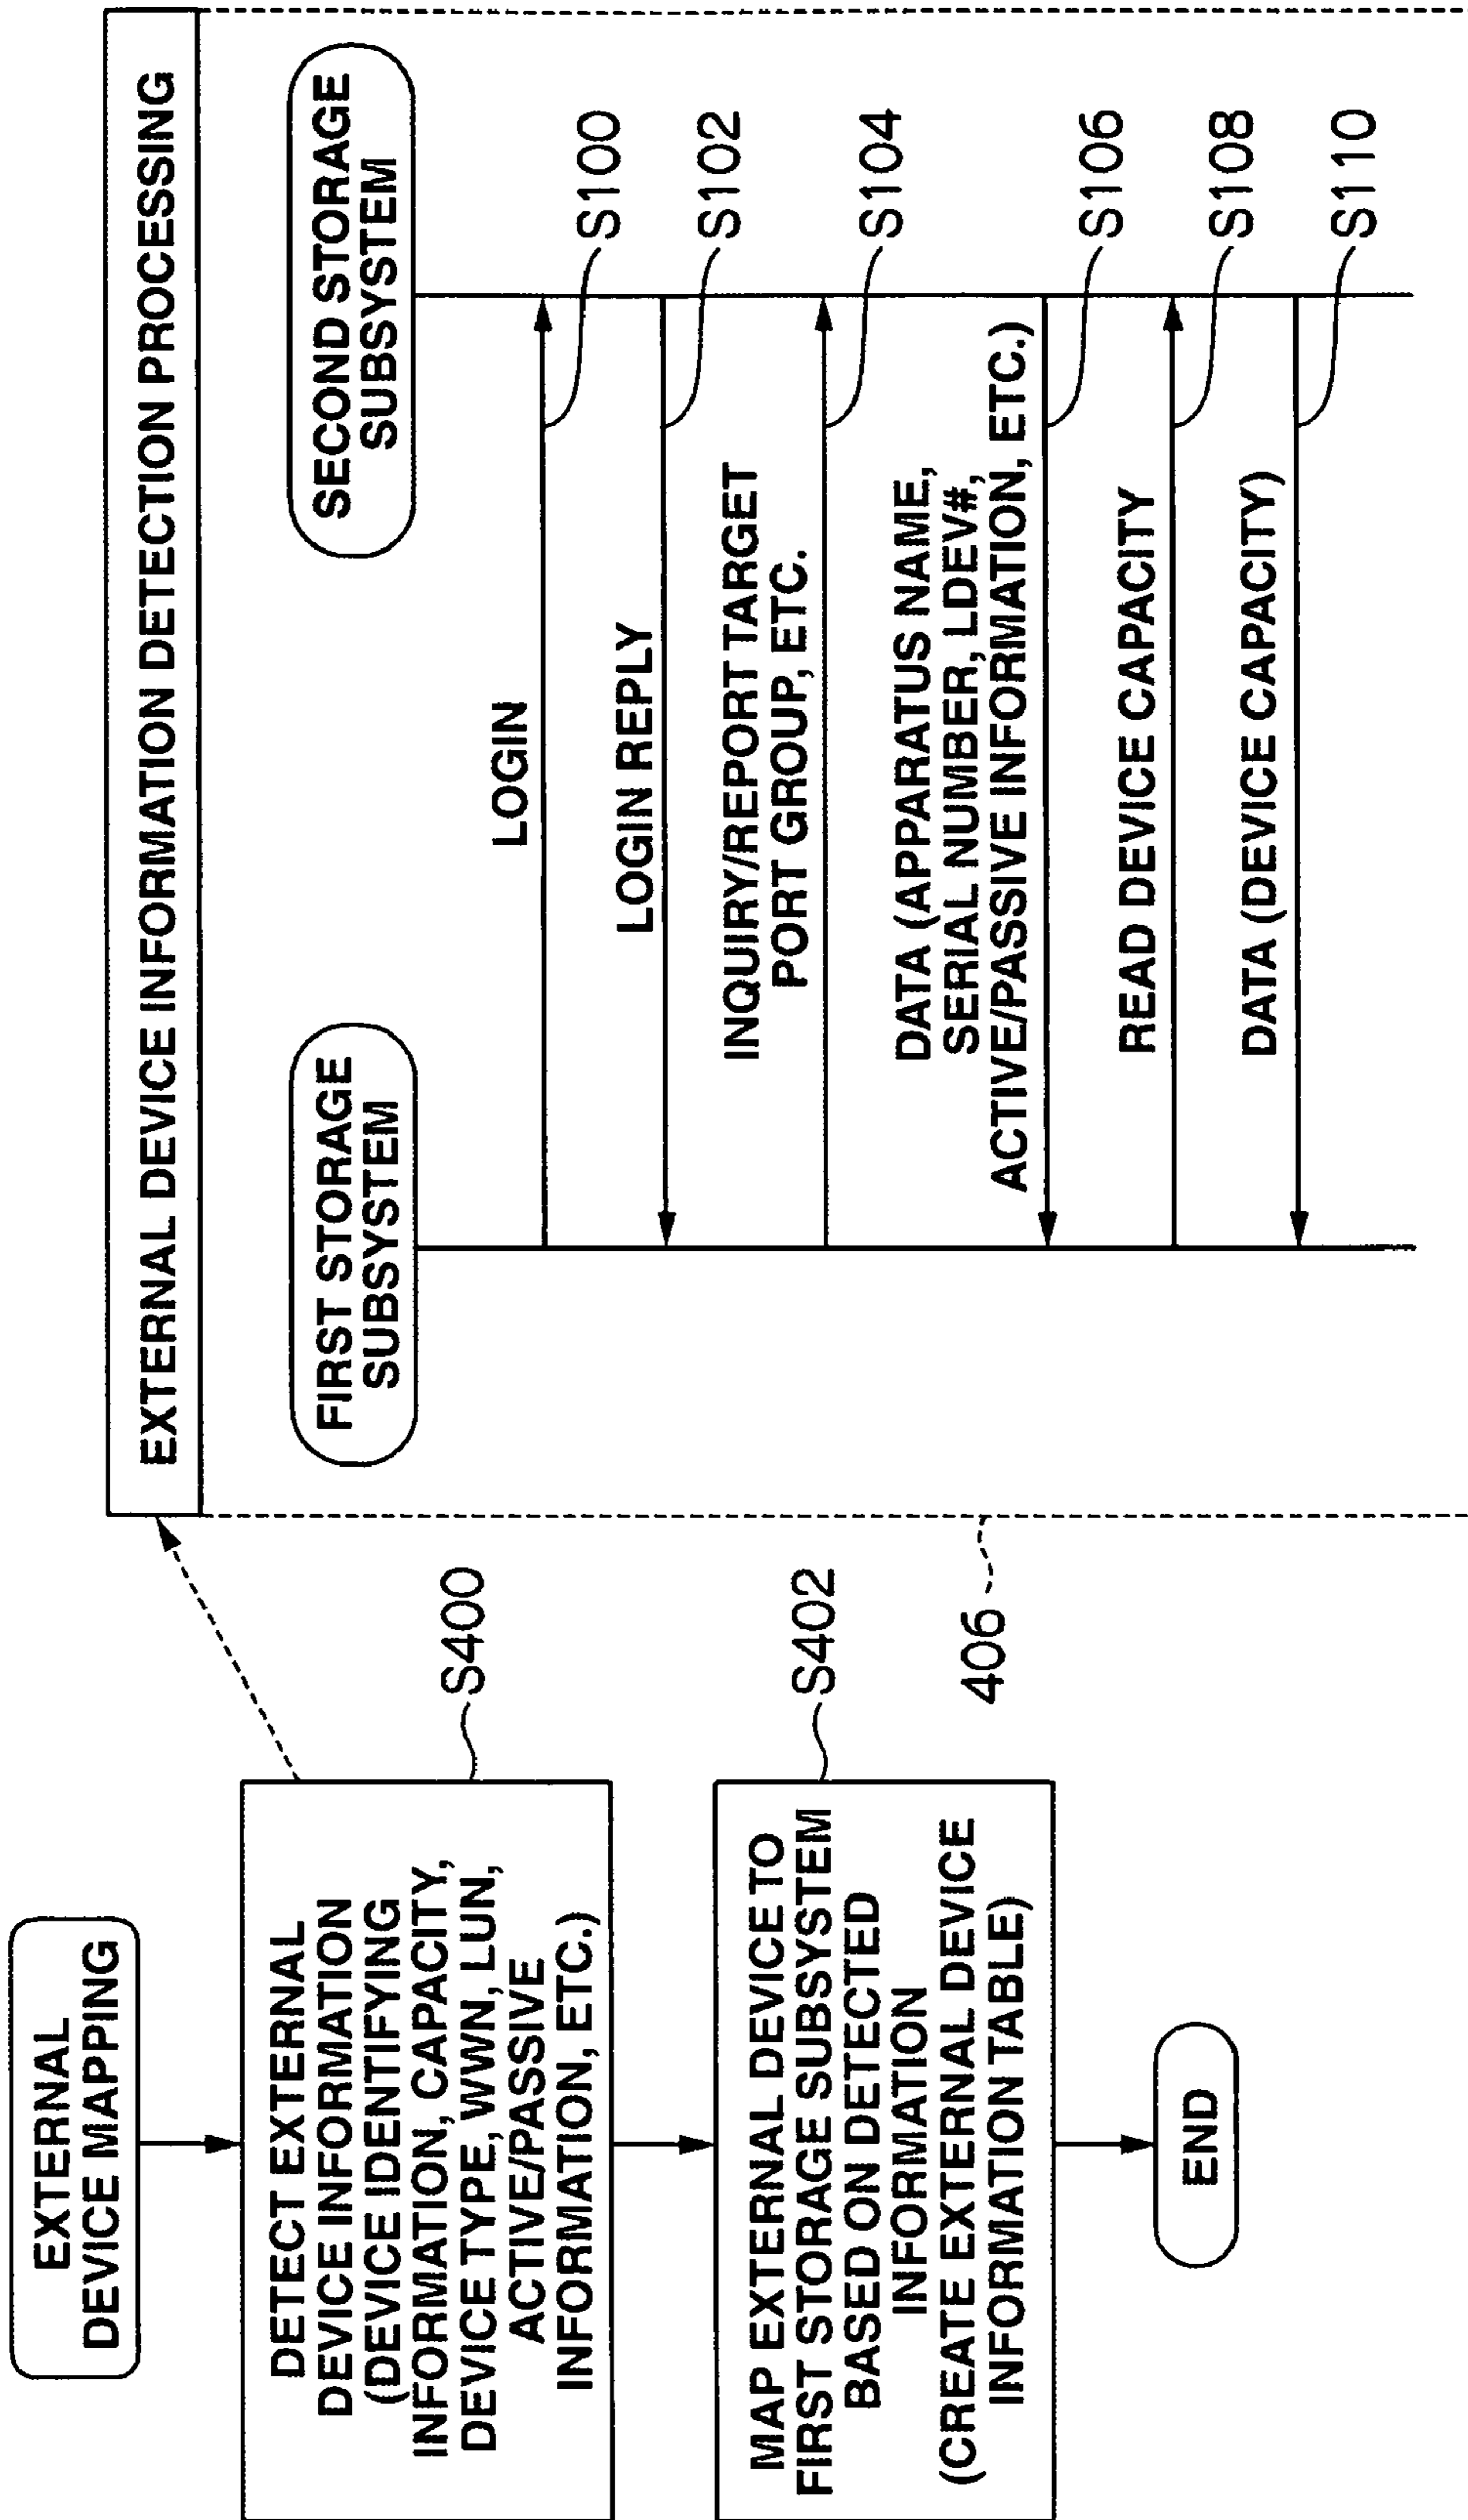 EXTERNAL
DEVICE MAPPING
DETECT EXTERNAL
DEVICE INFORMATION
(DEVICE IDENTIFYING
INFORMATION, CAPACITY,
DEVICE TYPE, WWN, LUN,
ACTIVE/PASSIVE
INFORMATION, ETC.)
S400
MAP EXTERNAL DEVICE TO
FIRST STORAGE SUBSYSTEM
BASED ON DETECTED
INFORMATION
(CREATE EXTERNAL DEVICE
INFORMATION TABLE)
S402
END
406
EXTERNAL DEVICE INFORMATION DETECTION PROCESSING
FIRST STORAGE
SUBSYSTEM
SECOND STORAGE
SUBSYSTEM
LOGIN
S100
LOGIN REPLY
S102
INQUIRY/REPORT TARGET
PORT GROUP, ETC.
S104
DATA (APPARATUS NAME,
SERIAL NUMBER, LDEV#,
ACTIVE/PASSIVE INFORMATION, ETC.)
S106
READ DEVICE CAPACITY
S108
DATA (DEVICE CAPACITY)
S110